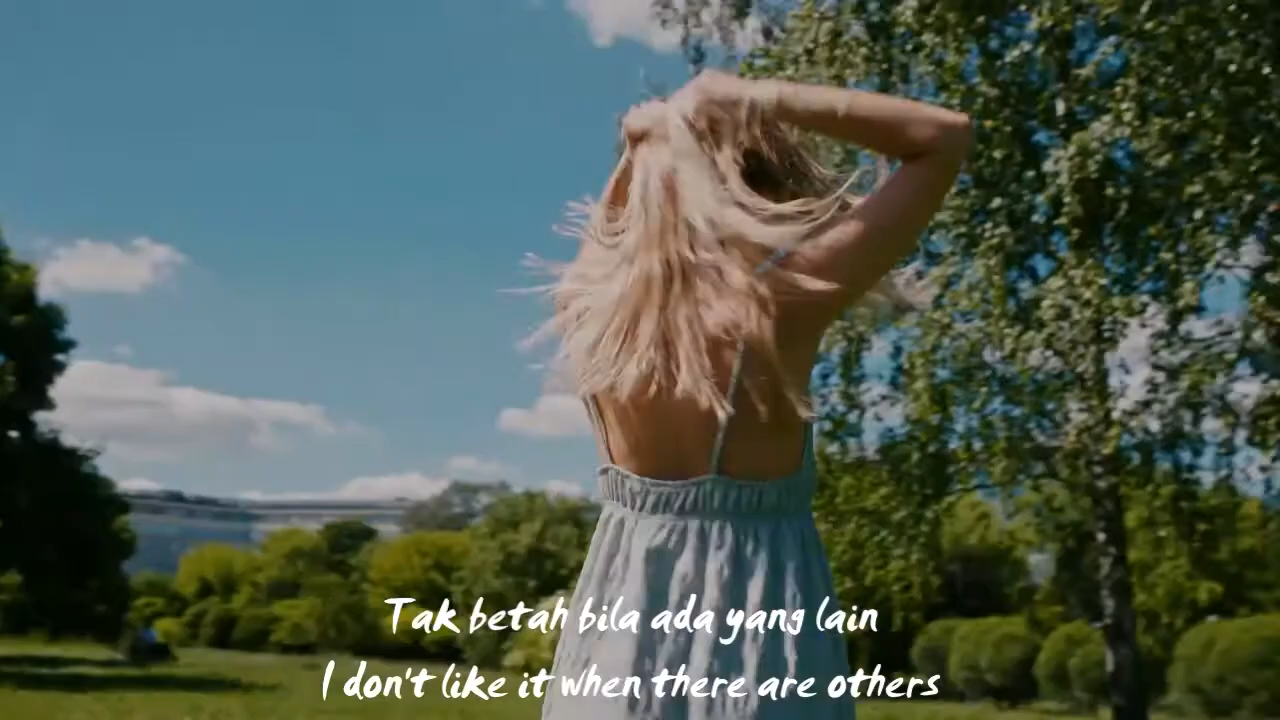 Tak betah bila ada yang lain
I don't like it when there are others